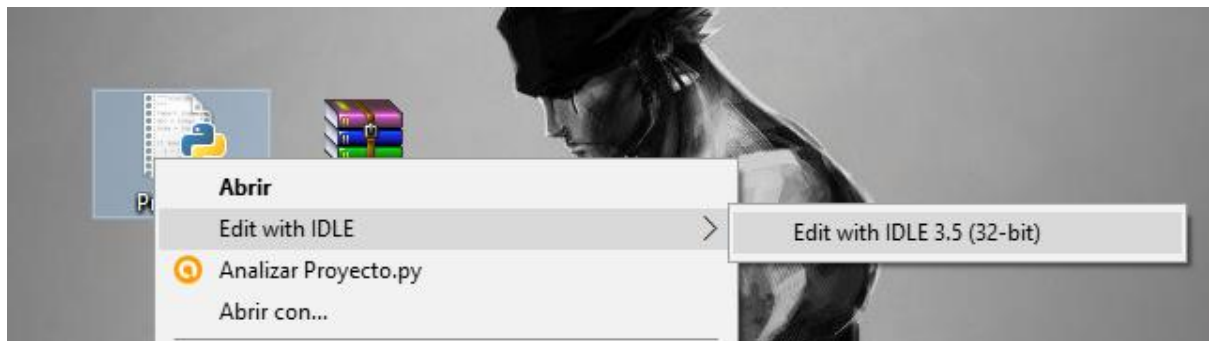 Abrir
Edit with IDLE
Edit with IDLE 3.5 (32-bit)
Analizar Proyecto.py
Abrir con...